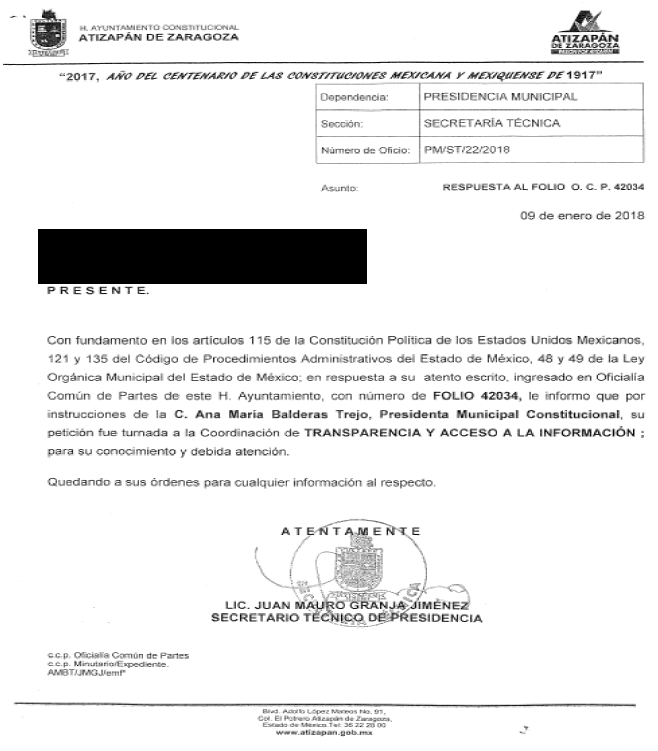 H. AYUNTAMIENTO CONSTITUCIONAL
ATIZAPÁN DE ZARAGOZA
ATIZAPÁN
DE ZARAGOZA
"2017, AÑO DEL CENTENARIO DE LAS CONSTITUCIONES MEXICANA Y MEXIQUENSE DE 1917"
Dependencia: PRESIDENCIA MUNICIPAL
Sección: SECRETARÍA TÉCNICA
Número de Oficio: PM/ST/22/2018
Asunto: RESPUESTA AL FOLIO O. C. P. 42034
09 de enero de 2018
P R E S E N T E.
Con fundamento en los artículos 115 de la Constitución Política de los Estados Unidos Mexicanos,
121 y 135 del Código de Procedimientos Administrativos del Estado de México, 48 y 49 de la Ley
Orgánica Municipal del Estado de México; en respuesta a su atento escrito, ingresado en Oficialía
Común de Partes de este H. Ayuntamiento, con número de FOLIO 42034, le informo que por
instrucciones de la C. Ana María Balderas Trejo, Presidenta Municipal Constitucional, su
petición fue turnada a la Coordinación de TRANSPARENCIA Y ACCESO A LA INFORMACIÓN ;
para su conocimiento y debida atención.
Quedando a sus órdenes para cualquier información al respecto.
A T E N T A M E N T E
LIC. JUAN MAURO GRANJA JIMÉNEZ
SECRETARIO TÉCNICO DE PRESIDENCIA
c.c.p. Oficialía Común de Partes
c.c.p. Minutario/Expediente.
AMBT/JMGJ/emf*
Blvd. Adolfo López Mateos No. 91,
Col. El Potrero Atizapán de Zaragoza,
Estado de México Tel: 36 22 28 00
www.atizapan.gob.mx